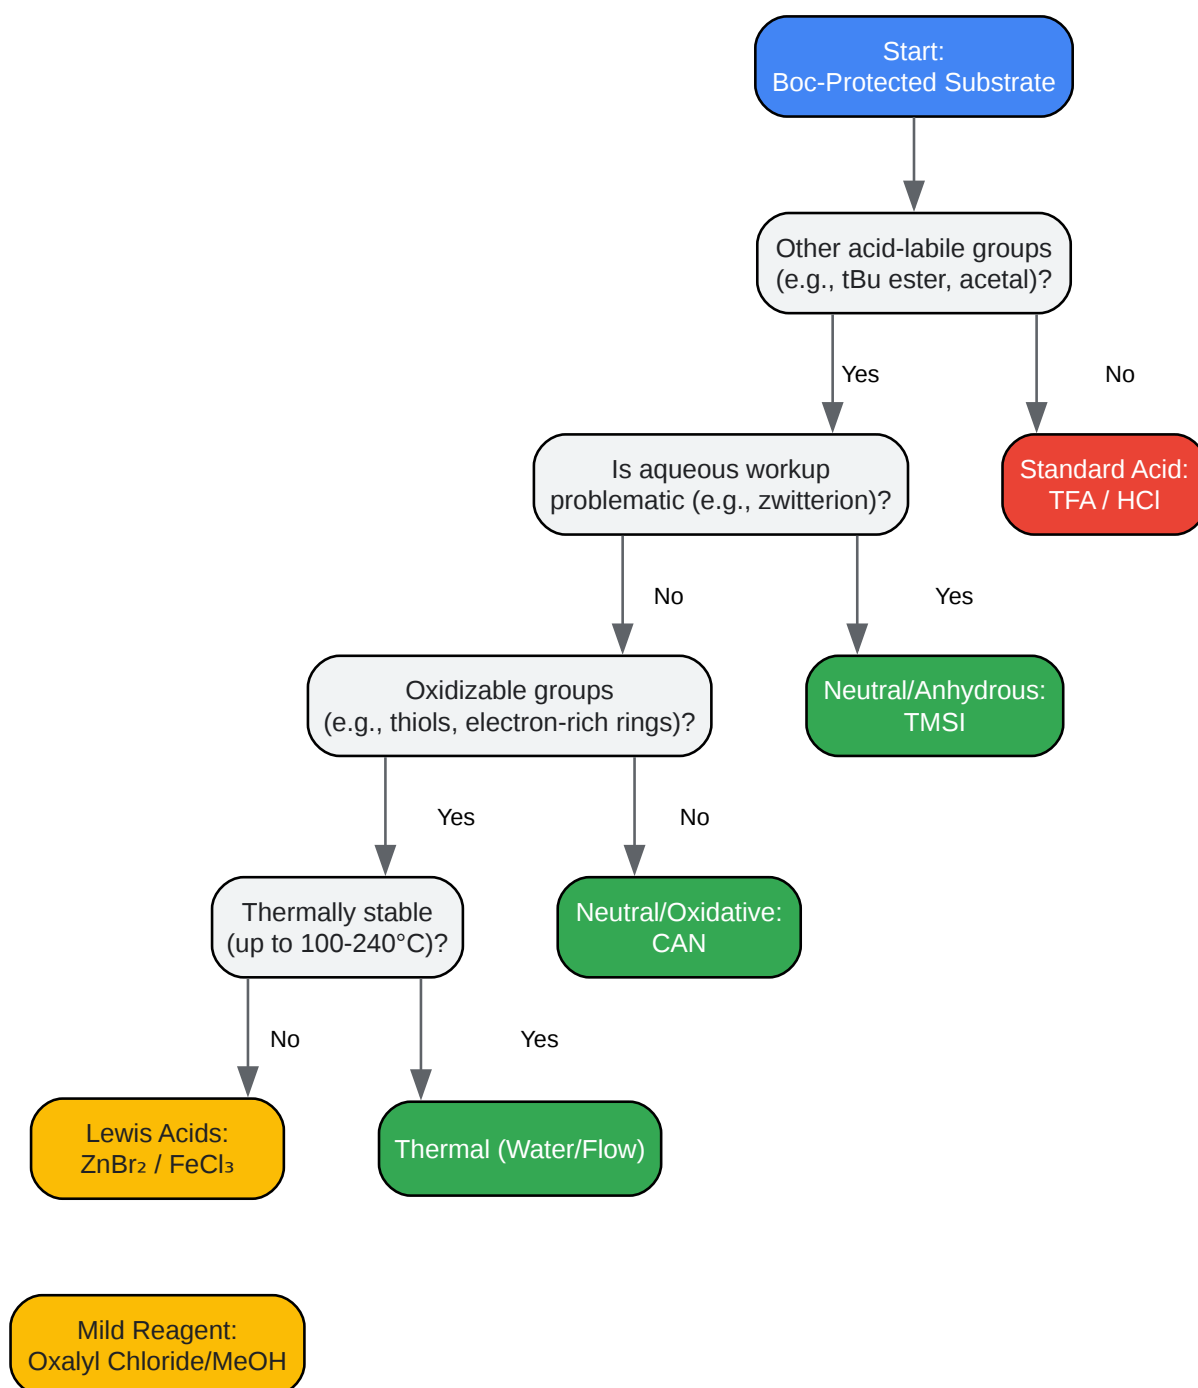 Start:
Boc-Protected Substrate
Other acid-labile groups
(e.g., tBu ester, acetal)?
Yes
No
Is aqueous workup
problematic (e.g., zwitterion)?
Standard Acid:
TFA / HCl
No
Yes
Oxidizable groups
(e.g., thiols, electron-rich rings)?
Neutral/Anhydrous:
TMSI
Yes
No
Thermally stable
(up to 100-240°C)?
Neutral/Oxidative:
CAN
No
Yes
Lewis Acids:
ZnBr₂ / FeCl₃
Thermal (Water/Flow)
Mild Reagent:
Oxalyl Chloride/MeOH